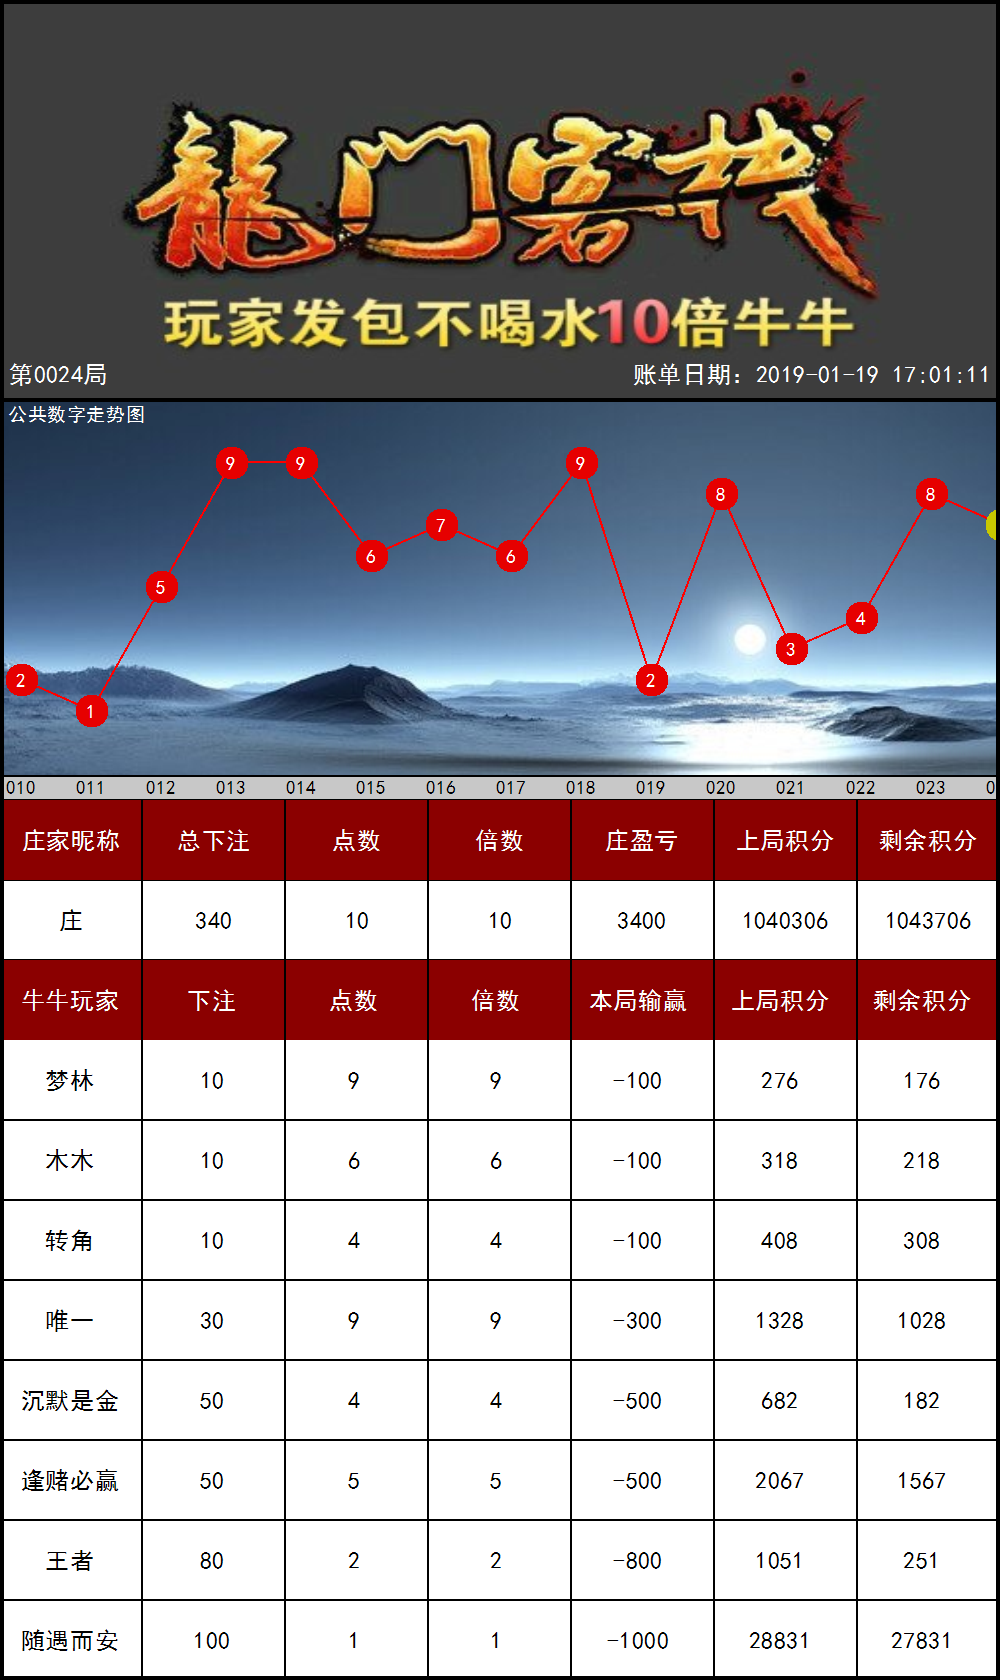 龍门客栈
玩家发包不喝水10倍牛牛
第0024局 账单日期：2019-01-19 17:01:11
公共数字走势图
2 1 5 9 9 6 7 6 9 2 8 3 4 8
010 011 012 013 014 015 016 017 018 019 020 021 022 023 0
庄家昵称 总下注 点数 倍数 庄盈亏 上局积分 剩余积分
庄 340 10 10 3400 1040306 1043706
牛牛玩家 下注 点数 倍数 本局输赢 上局积分 剩余积分
梦林 10 9 9 -100 276 176
木木 10 6 6 -100 318 218
转角 10 4 4 -100 408 308
唯一 30 9 9 -300 1328 1028
沉默是金 50 4 4 -500 682 182
逢赌必赢 50 5 5 -500 2067 1567
王者 80 2 2 -800 1051 251
随遇而安 100 1 1 -1000 28831 27831